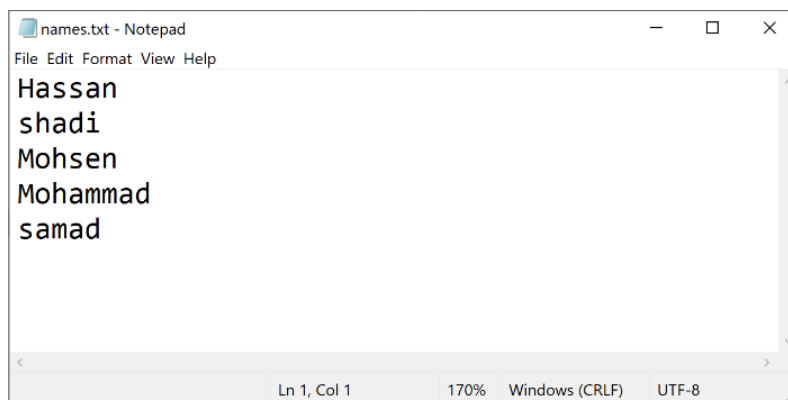 names.txt - Notepad
File Edit Format View Help
Hassan
shadi
Mohsen
Mohammad
samad
Ln 1, Col 1 170% Windows (CRLF) UTF-8